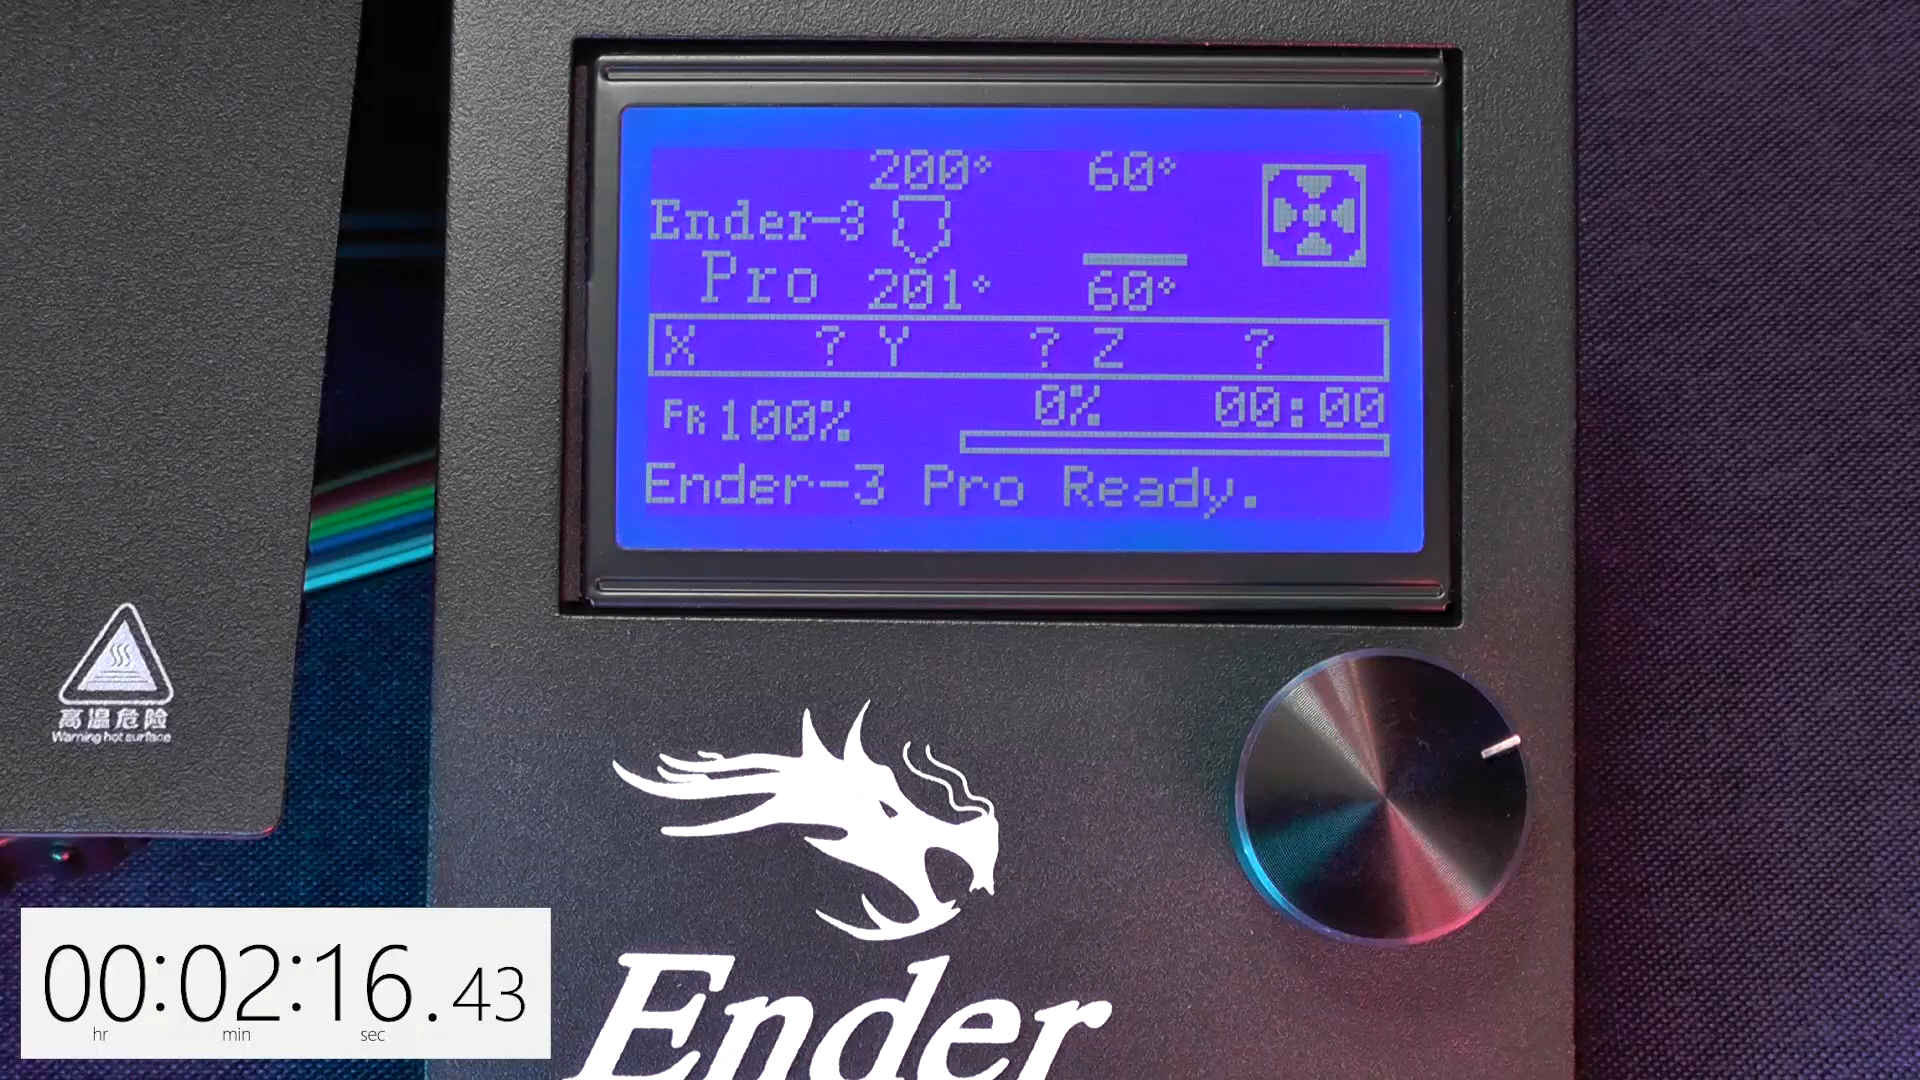 200° 60°
Ender-3
Pro
201° 60°
X ? Y ? Z ?
FR 100% 0% 00:00
Ender-3 Pro Ready.
高温危险
Warning hot surface
Ender
00:02:16.43
hr min sec